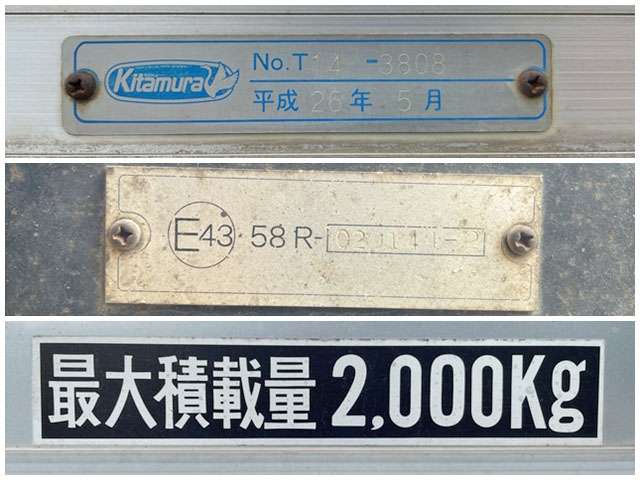 Kitamura
No.T14-3808
平成26年5月
E43・58R-
最大積載量 2,000Kg